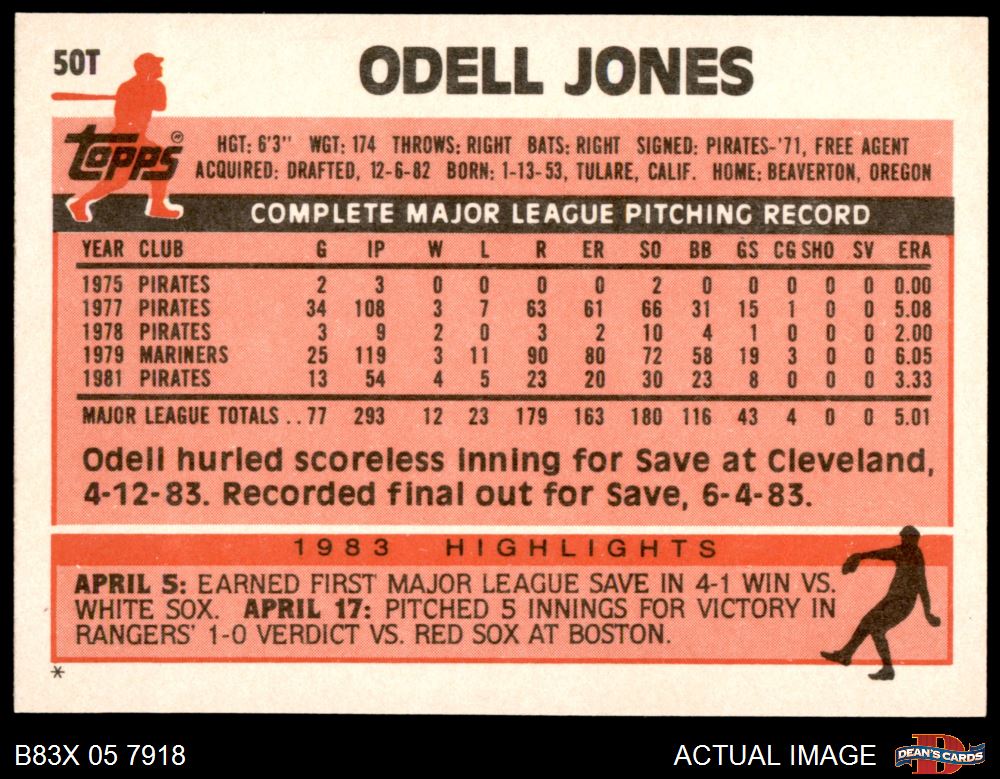 50T
ODELL JONES
topps ®
HGT: 6'3" WGT: 174 THROWS: RIGHT BATS: RIGHT SIGNED: PIRATES-'71, FREE AGENT
ACQUIRED: DRAFTED, 12-6-82 BORN: 1-13-53, TULARE, CALIF. HOME: BEAVERTON, OREGON
COMPLETE MAJOR LEAGUE PITCHING RECORD
YEAR CLUB G IP W L R ER SO BB GS CG SHO SV ERA
1975 PIRATES 2 3 0 0 0 0 2 0 0 0 0 0 0.00
1977 PIRATES 34 108 3 7 63 61 66 31 15 1 0 0 5.08
1978 PIRATES 3 9 2 0 3 2 10 4 1 0 0 0 2.00
1979 MARINERS 25 119 3 11 90 80 72 58 19 3 0 0 6.05
1981 PIRATES 13 54 4 5 23 20 30 23 8 0 0 0 3.33
MAJOR LEAGUE TOTALS .. 77 293 12 23 179 163 180 116 43 4 0 0 5.01
Odell hurled scoreless inning for Save at Cleveland,
4-12-83. Recorded final out for Save, 6-4-83.
1983 HIGHLIGHTS
APRIL 5: EARNED FIRST MAJOR LEAGUE SAVE IN 4-1 WIN VS.
WHITE SOX. APRIL 17: PITCHED 5 INNINGS FOR VICTORY IN
RANGERS' 1-0 VERDICT VS. RED SOX AT BOSTON.
*
B83X 05 7918 ACTUAL IMAGE D DEAN'S CARDS